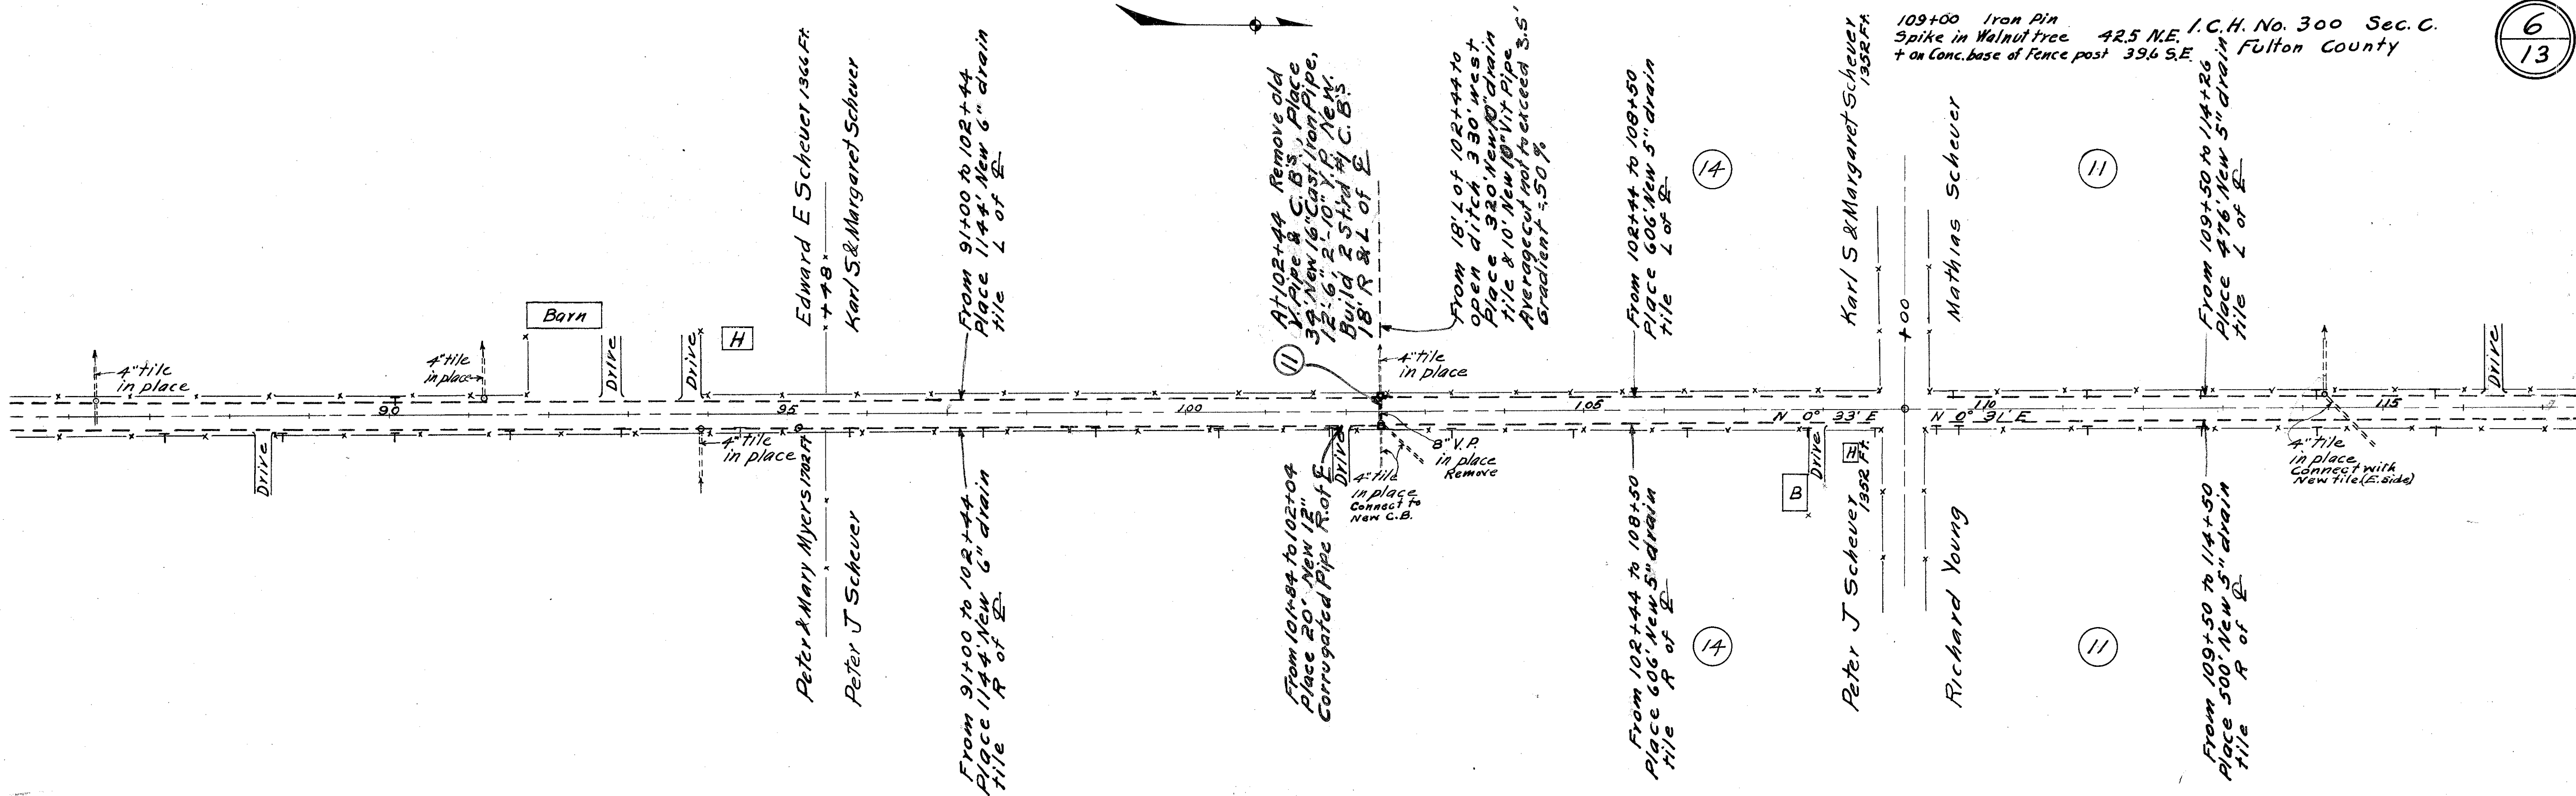 109+00 Iron Pin
Spike in Walnut tree 42.5 N.E.
+ on Conc. base of Fence post 39.6 S.E.
I.C.H. No. 300 Sec. C.
Fulton County
6
13
Edward E Scheuer 1366 Ft.
+48
Karl S. & Margaret Scheuer
From 91+00 to 102+44
Place 1144' New 6" drain
tile L of ℄
At 102+44 Remove old
V. Pipe & C.B's, Place
34' New 16" Cast Iron Pipe,
12'-6", 2'-10" V.P. New.
Build 2 St'rd #1 C.B's
18' R & L of ℄
From 18' L of 102+44 to
open ditch 330' west
Place 320' New 10" drain
tile & 10' New 10" Vit Pipe
Average cut not to exceed 3.5'
Gradient = .50 %
From 102+44 to 108+50
Place 606' New 5" drain
tile L of ℄
14
Karl S & Margaret Scheuer
1352 Ft.
+00
Mathias Scheuer
11
From 109+50 to 114+26
Place 476' New 5" drain
tile L of ℄
4" tile
in place
4" tile
in place
Barn
Drive
Drive
H
11
4" tile
in place
Drive
90
95
100
105
N 0° 33' E
N 0° 31' E
110
115
Drive
4" tile
in place
Drive
8" V.P.
in place
Remove
4" tile
in place
Connect to
New C.B.
B
Drive
H
4" tile
in place
Connect with
New tile (E. Side)
Peter & Mary Myers 1702 Ft
Peter J Scheuer
From 91+00 to 102+44
Place 1144' New 6" drain
tile R of ℄
From 101+84 to 102+04
Place 20' New 12"
Corrugated Pipe R. of ℄
From 102+44 to 108+50
Place 606' New 5" drain
tile R of ℄
14
Peter J Scheuer
1352 Ft.
Richard Young
11
From 109+50 to 114+50
Place 500' New 5" drain
tile R of ℄